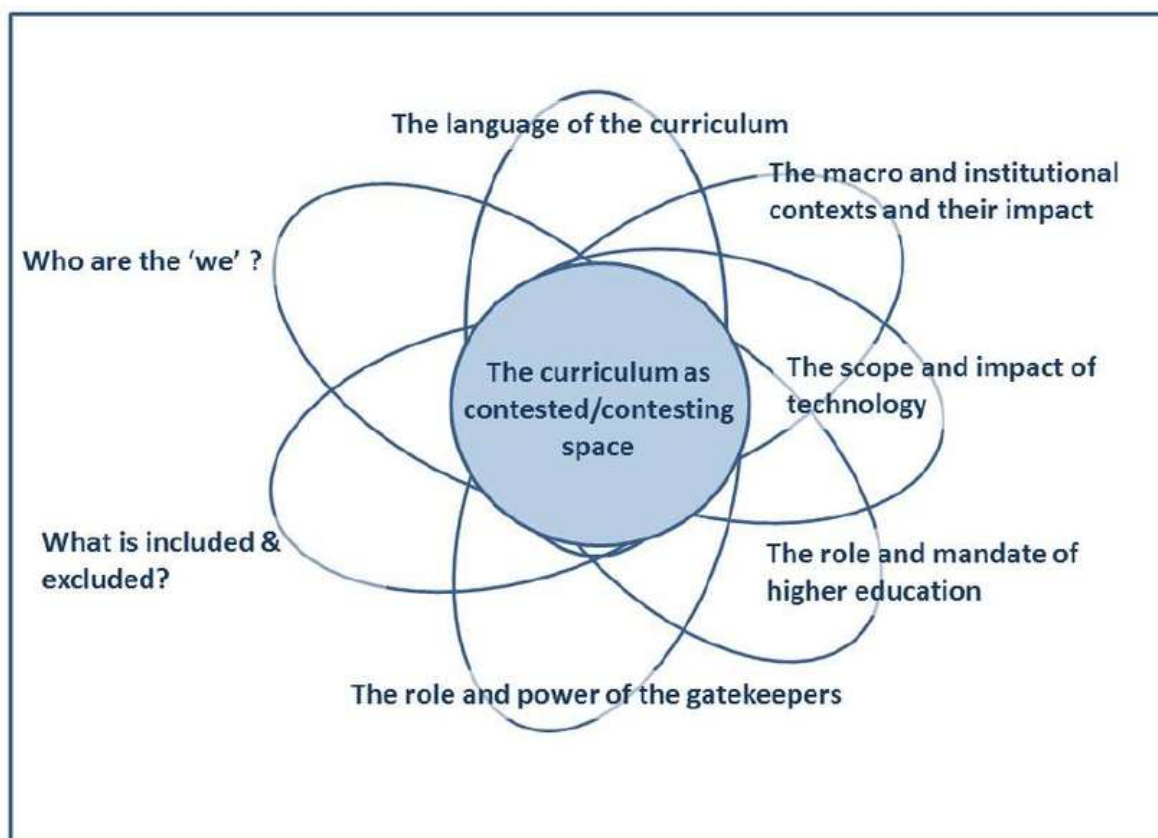 The language of the curriculum
The macro and institutional
contexts and their impact
Who are the ‘we’ ?
The scope and impact of
technology
The curriculum as
contested/contesting
space
What is included &
excluded?
The role and mandate of
higher education
The role and power of the gatekeepers